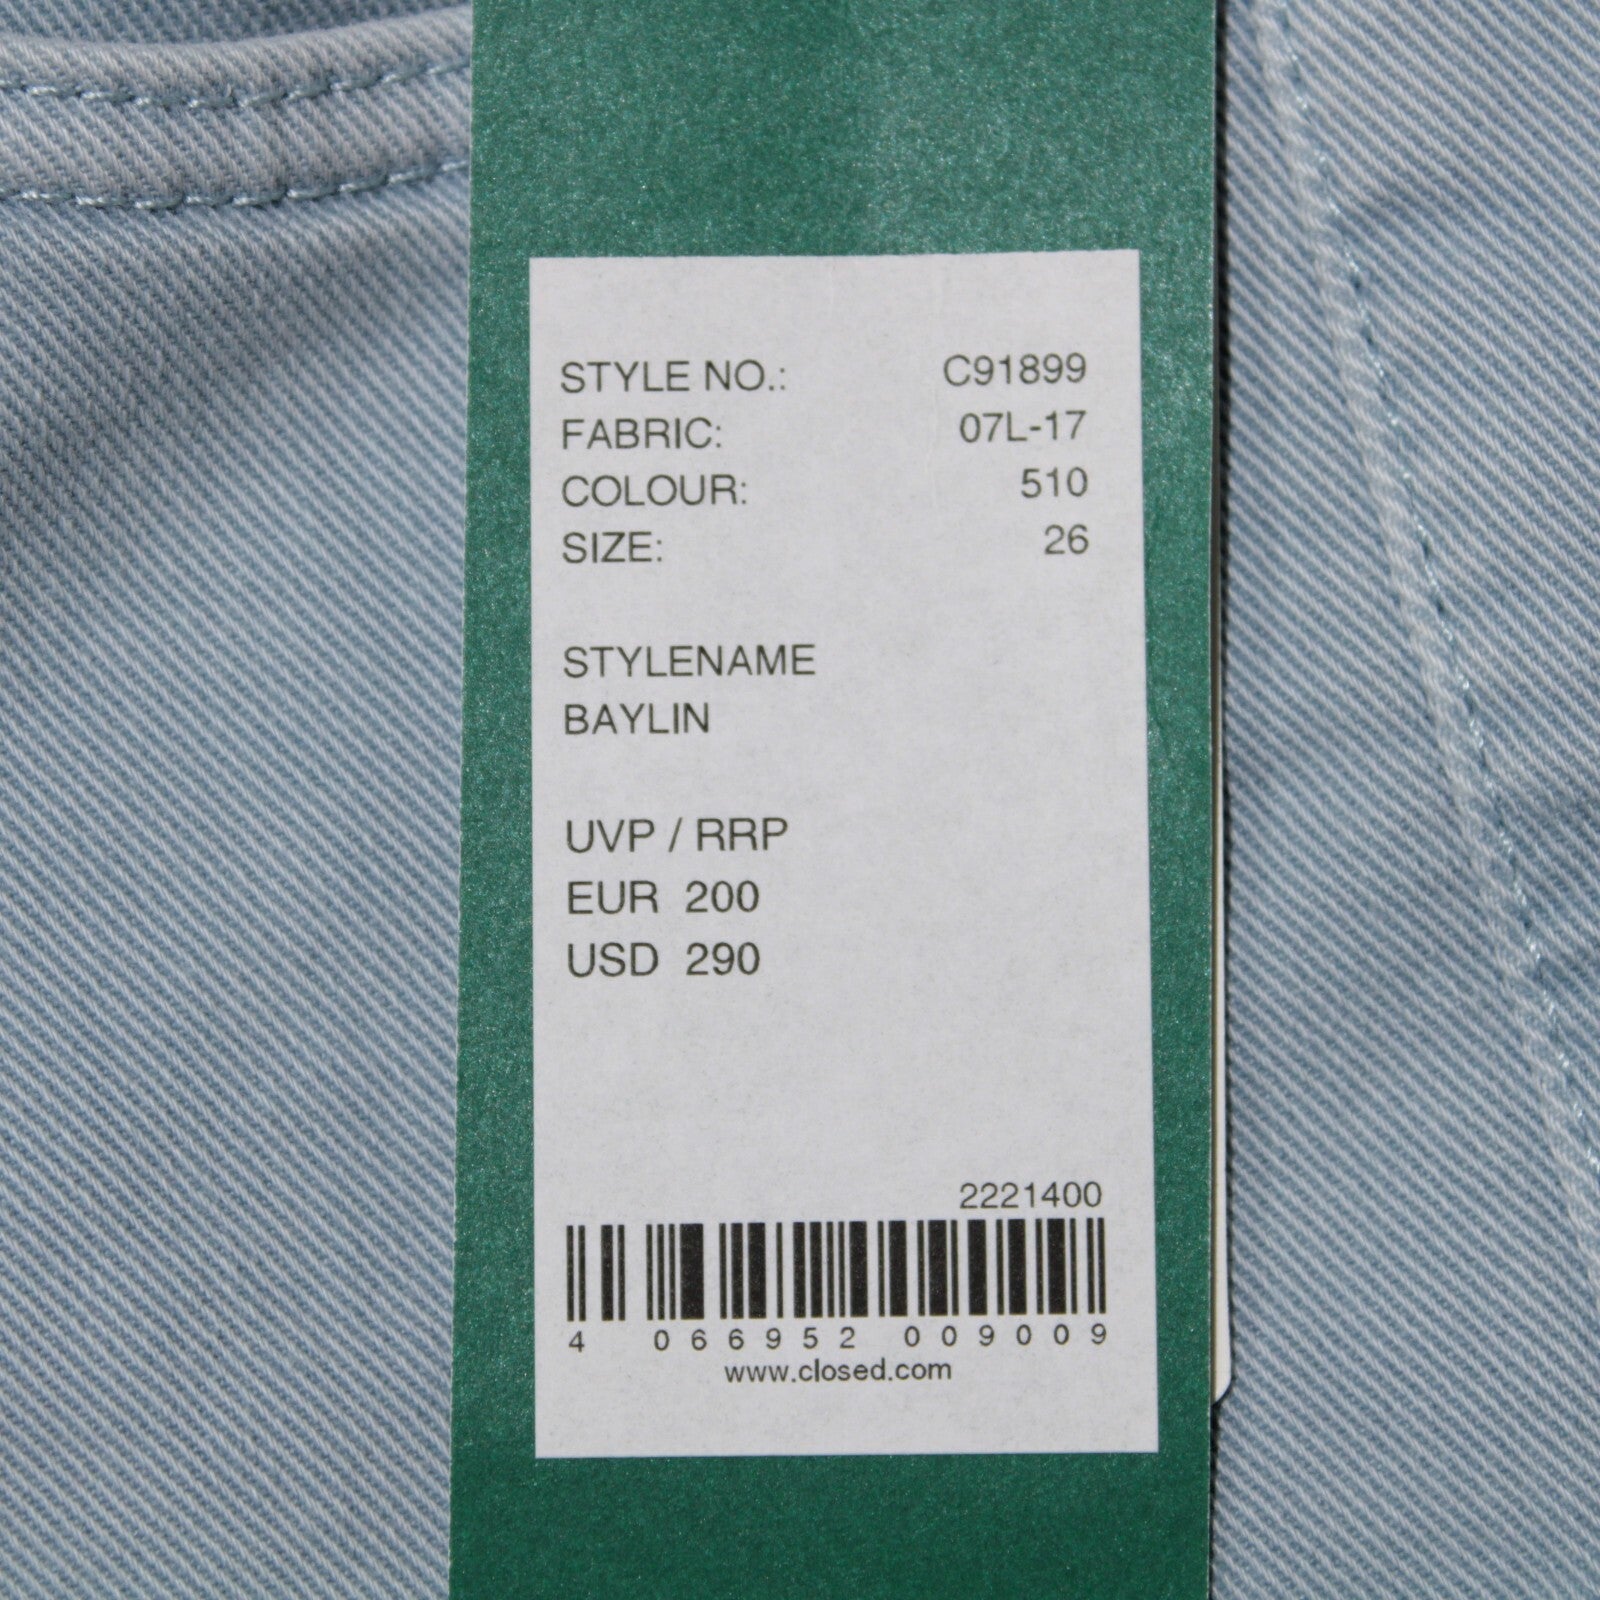 STYLE NO.: C91899
FABRIC: 07L-17
COLOUR: 510
SIZE: 26
STYLENAME
BAYLIN
UVP / RRP
EUR 200
USD 290
2221400
4 066952 009009
www.closed.com